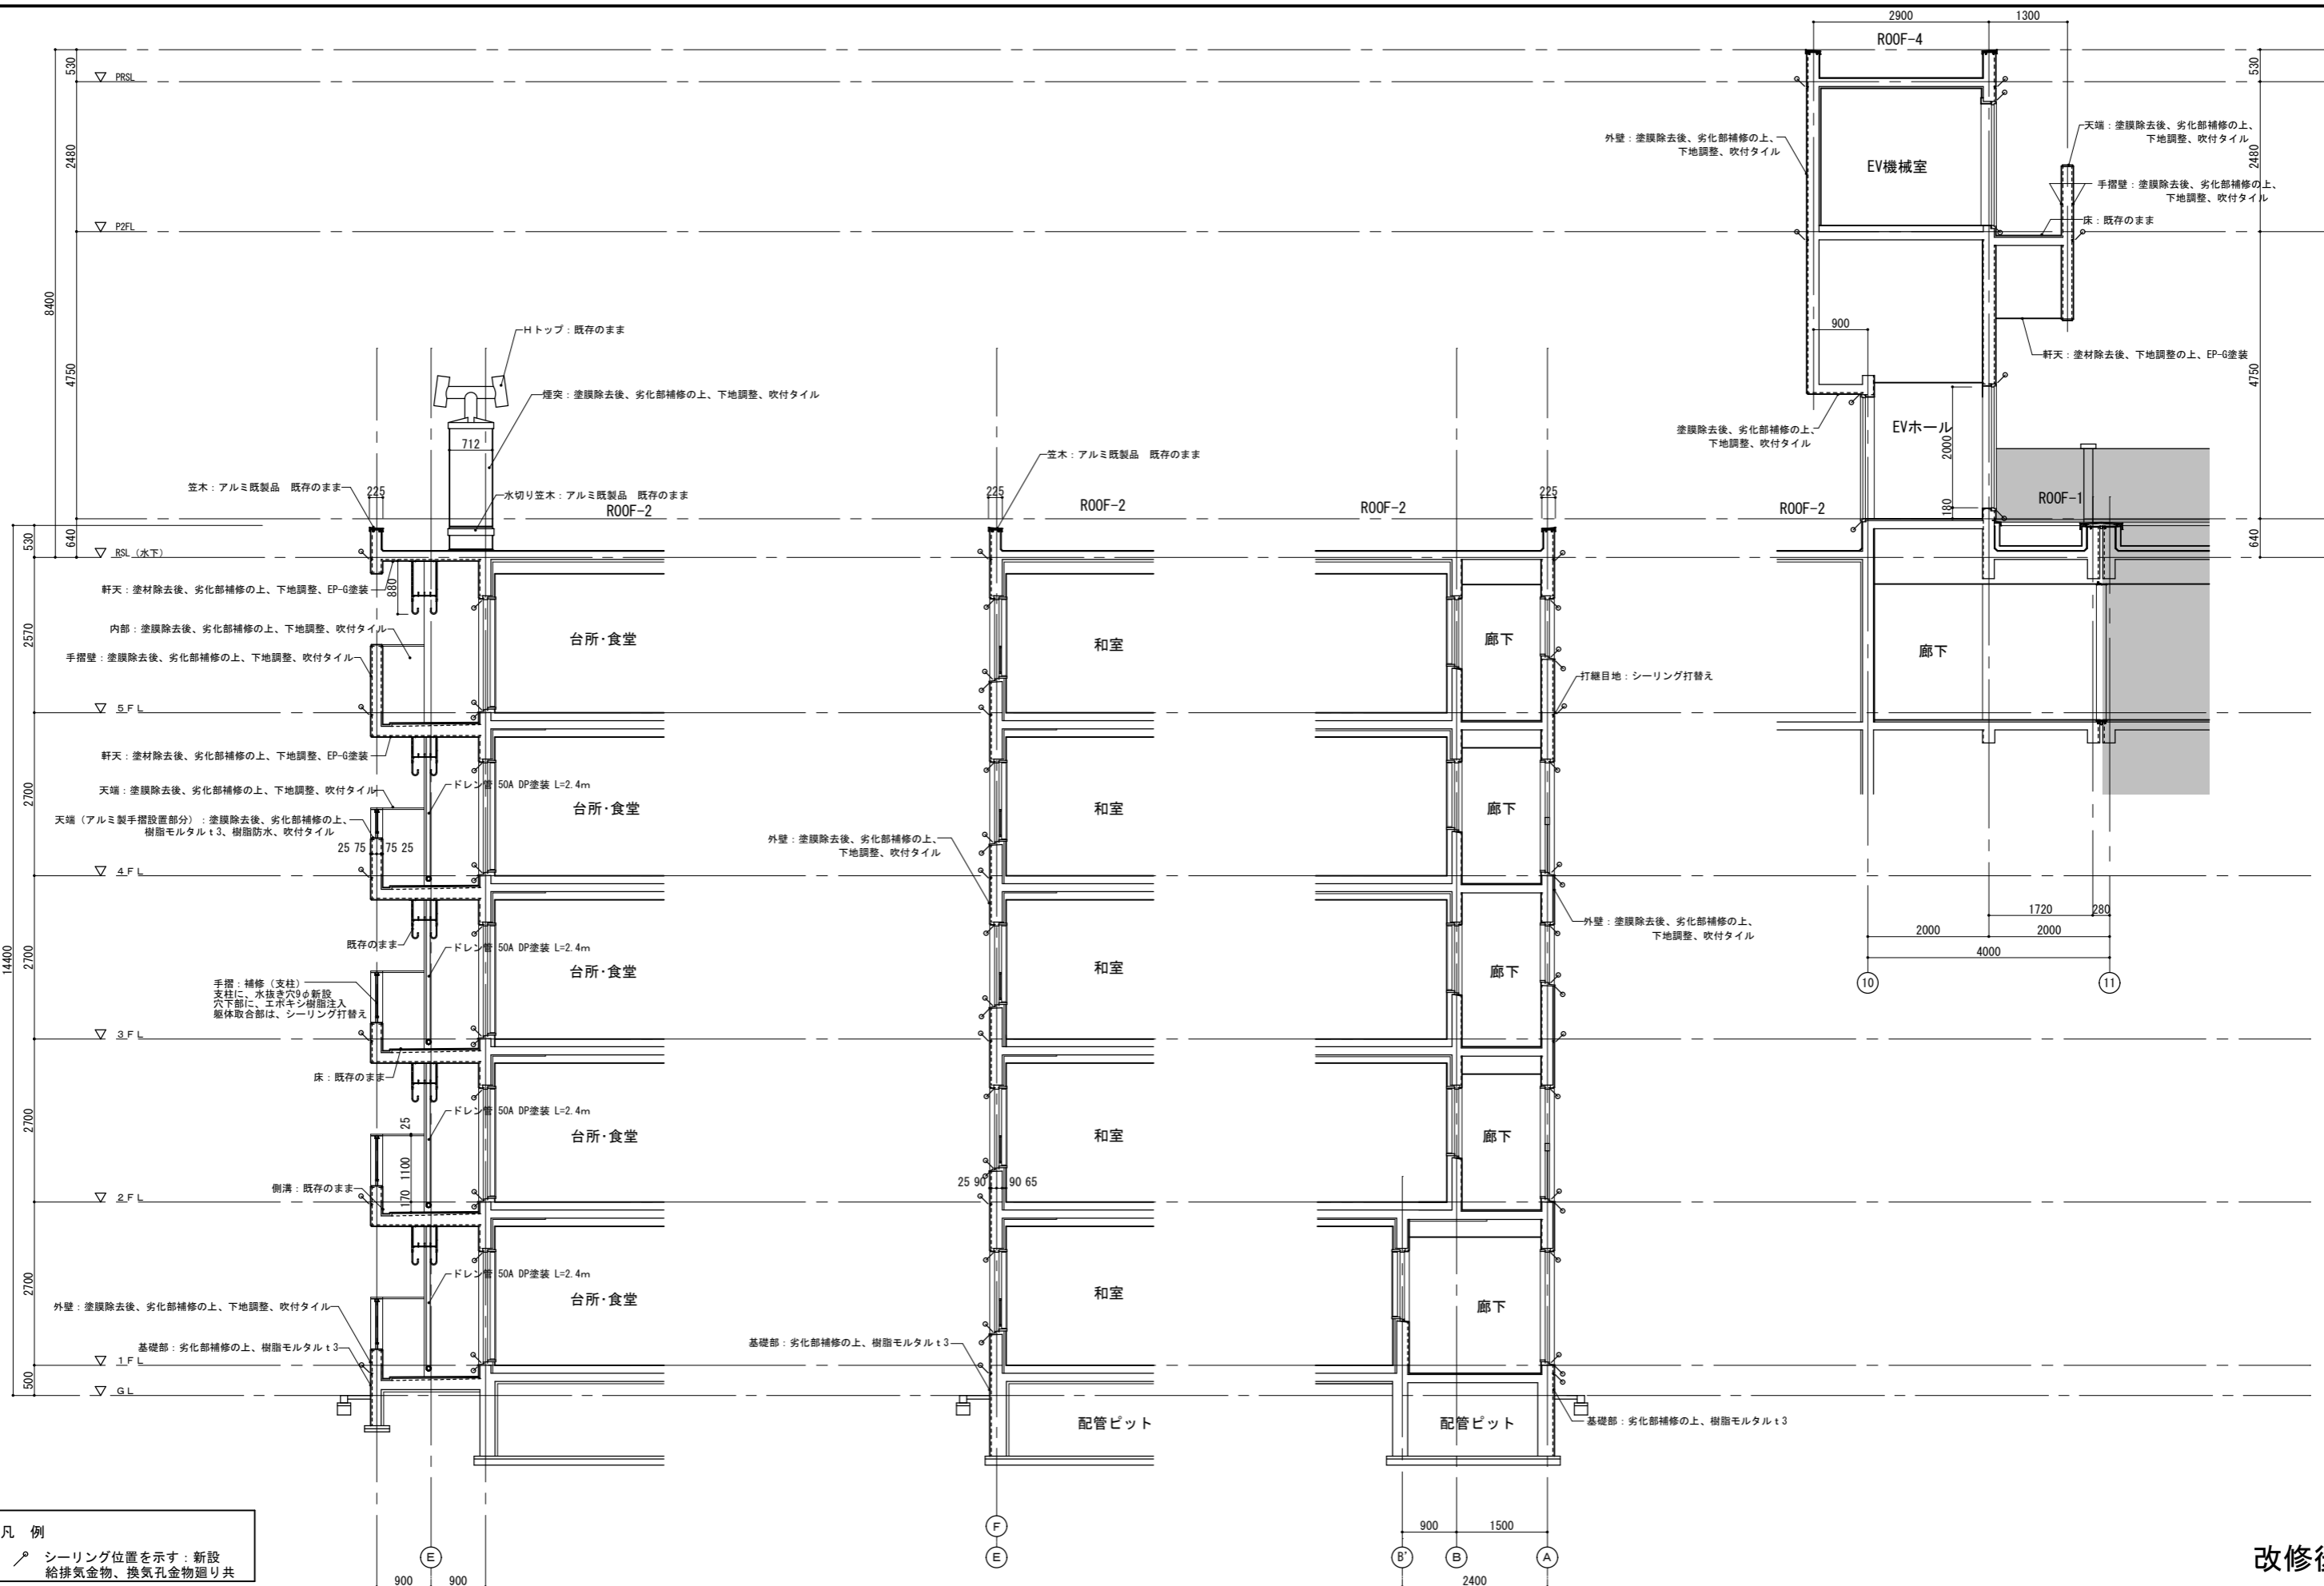 2900
1300
ROOF-4
530
PRSL
530
2480
外壁：塗膜除去後、劣化部補修の上、
下地調整、吹付タイル
EV機械室
天端：塗膜除去後、劣化部補修の上、
下地調整、吹付タイル
2480
手摺壁：塗膜除去後、劣化部補修の上、
下地調整、吹付タイル
床：既存のまま
P2FL
8400
4750
900
軒天：塗材除去後、下地調整の上、EP-G塗装
4750
Hトップ：既存のまま
煙突：塗膜除去後、劣化部補修の上、下地調整、吹付タイル
712
塗膜除去後、劣化部補修の上、
下地調整、吹付タイル
EVホール
2000
180
笠木：アルミ既製品　既存のまま
225
水切り笠木：アルミ既製品　既存のまま
ROOF-2
笠木：アルミ既製品　既存のまま
225
ROOF-2
ROOF-2
225
ROOF-2
ROOF-1
530
640
RSL（水下）
640
軒天：塗材除去後、劣化部補修の上、下地調整、EP-G塗装
880
内部：塗膜除去後、劣化部補修の上、下地調整、吹付タイル
手摺壁：塗膜除去後、劣化部補修の上、下地調整、吹付タイル
2570
台所･食堂
和室
廊下
廊下
打継目地：シーリング打替え
5FL
軒天：塗材除去後、劣化部補修の上、下地調整、EP-G塗装
天端：塗膜除去後、劣化部補修の上、下地調整、吹付タイル
天端（アルミ製手摺設置部分）：塗膜除去後、劣化部補修の上、
樹脂モルタルt3、樹脂防水、吹付タイル
25 75
75 25
2700
ドレン管 50A DP塗装 L=2.4m
台所･食堂
和室
廊下
外壁：塗膜除去後、劣化部補修の上、
下地調整、吹付タイル
4FL
既存のまま
外壁：塗膜除去後、劣化部補修の上、
下地調整、吹付タイル
1720
280
2000
2000
4000
10
11
14400
2700
ドレン管 50A DP塗装 L=2.4m
台所･食堂
和室
廊下
手摺：補修（支柱）
支柱に、水抜き穴9φ新設
穴下部に、エポキシ樹脂注入
躯体取合部は、シーリング打替え
3FL
床：既存のまま
2700
25
1100
170
ドレン管 50A DP塗装 L=2.4m
台所･食堂
和室
廊下
側溝：既存のまま
25 90
90 65
2FL
2700
ドレン管 50A DP塗装 L=2.4m
台所･食堂
和室
廊下
外壁：塗膜除去後、劣化部補修の上、下地調整、吹付タイル
基礎部：劣化部補修の上、樹脂モルタルt3
基礎部：劣化部補修の上、樹脂モルタルt3
1FL
500
GL
配管ピット
配管ピット
基礎部：劣化部補修の上、樹脂モルタルt3
凡 例
シーリング位置を示す：新設
給排気金物、換気孔金物廻り共
E
900
900
F
E
900
1500
B'
B
A
2400
改修